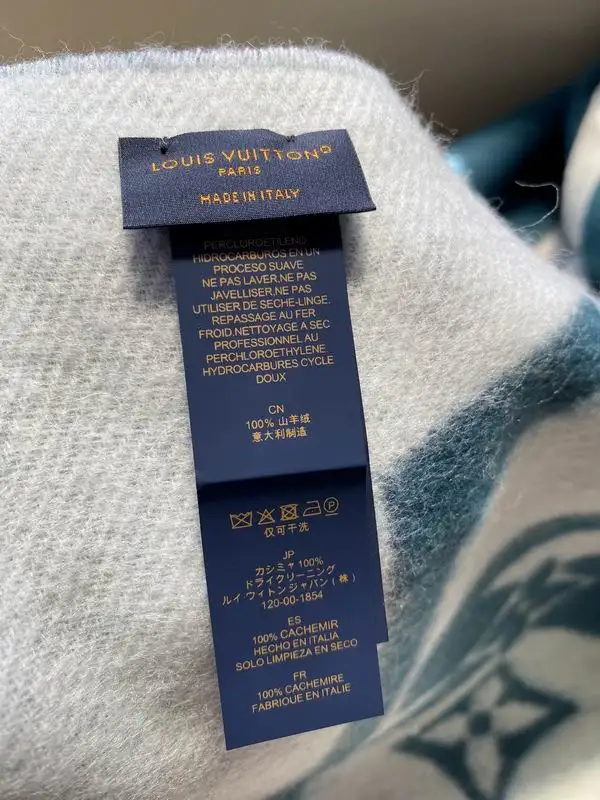 LOUIS VUITTON®
PARIS
MADE IN ITALY
PERCLOROETILENO
HIDROCARBUROS EN UN
PROCESO SUAVE
NE PAS LAVER.NE PAS
JAVELLISER.NE PAS
UTILISER DE SECHE-LINGE.
REPASSAGE AU FER
FROID.NETTOYAGE A SEC
PROFESSIONNEL AU
PERCHLOROETHYLENE
HYDROCARBURES CYCLE
DOUX
CN
100% 山羊绒
意大利制造
P
仅可干洗
JP
カシミヤ 100%
ドライクリーニング
ルイ ヴィトンジャパン (株)
120-00-1854
ES
100% CACHEMIR
HECHO EN ITALIA
SOLO LIMPIEZA EN SECO
FR
100% CACHEMIRE
FABRIQUE EN ITALIE